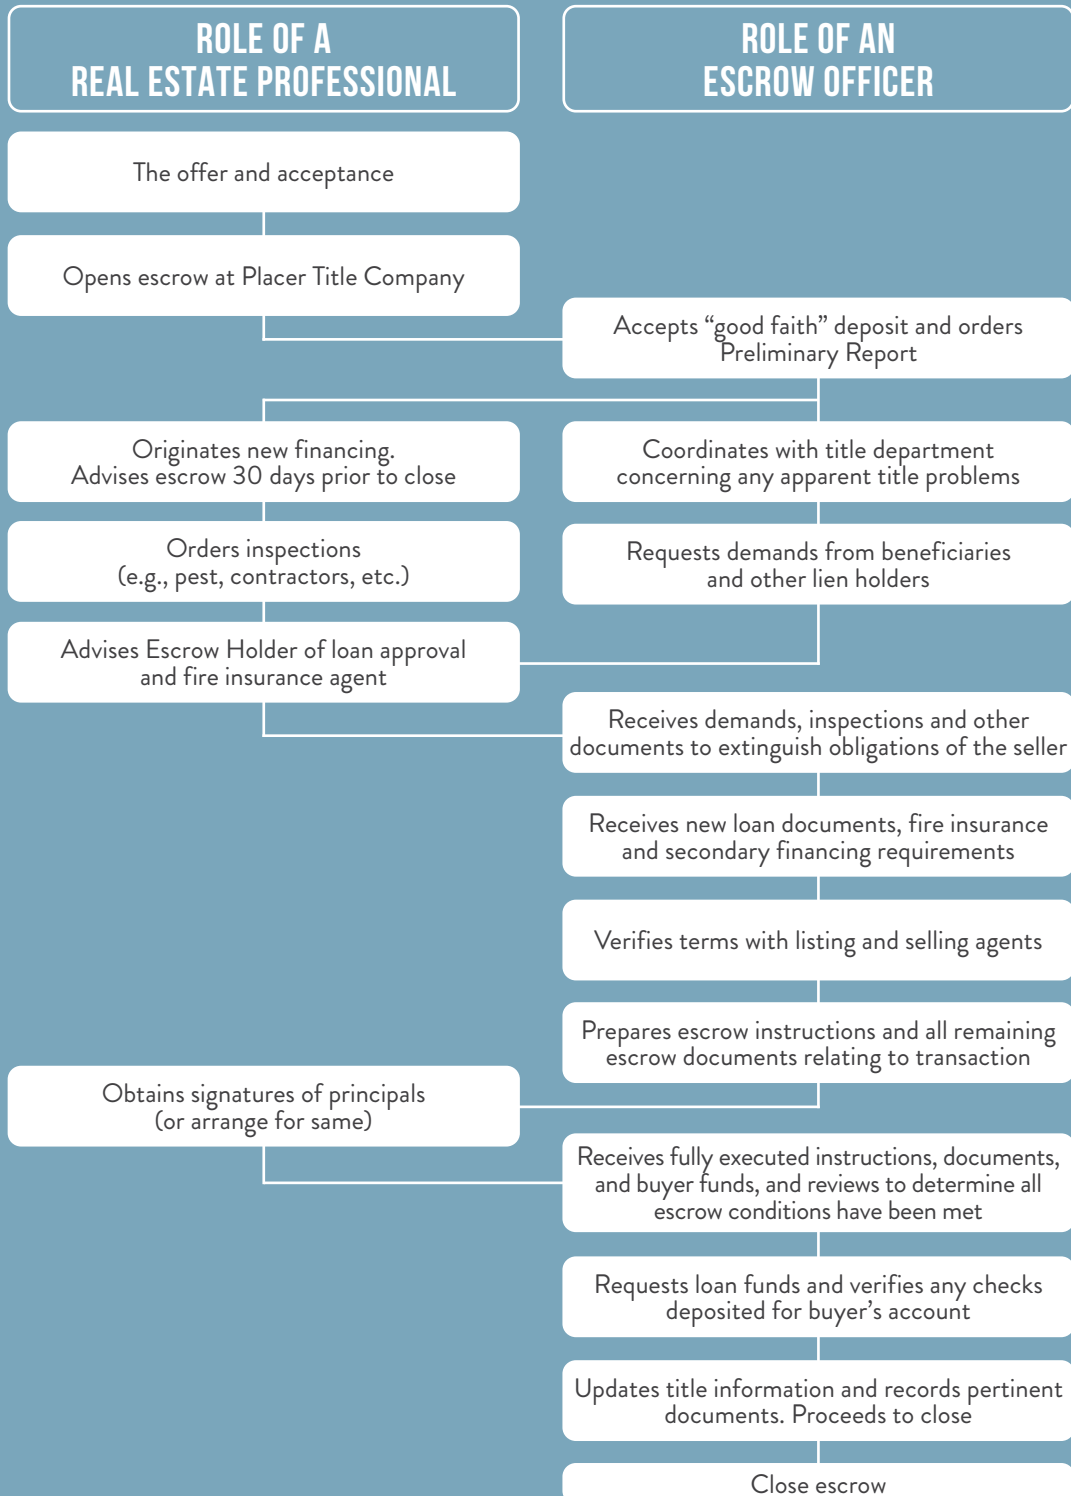 ROLE OF A
REAL ESTATE PROFESSIONAL
ROLE OF AN
ESCROW OFFICER
The offer and acceptance
Opens escrow at Placer Title Company
Accepts “good faith” deposit and orders
Preliminary Report
Originates new financing.
Advises escrow 30 days prior to close
Coordinates with title department
concerning any apparent title problems
Orders inspections
(e.g., pest, contractors, etc.)
Requests demands from beneficiaries
and other lien holders
Advises Escrow Holder of loan approval
and fire insurance agent
Receives demands, inspections and other
documents to extinguish obligations of the seller
Receives new loan documents, fire insurance
and secondary financing requirements
Verifies terms with listing and selling agents
Prepares escrow instructions and all remaining
escrow documents relating to transaction
Obtains signatures of principals
(or arrange for same)
Receives fully executed instructions, documents,
and buyer funds, and reviews to determine all
escrow conditions have been met
Requests loan funds and verifies any checks
deposited for buyer’s account
Updates title information and records pertinent
documents. Proceeds to close
Close escrow